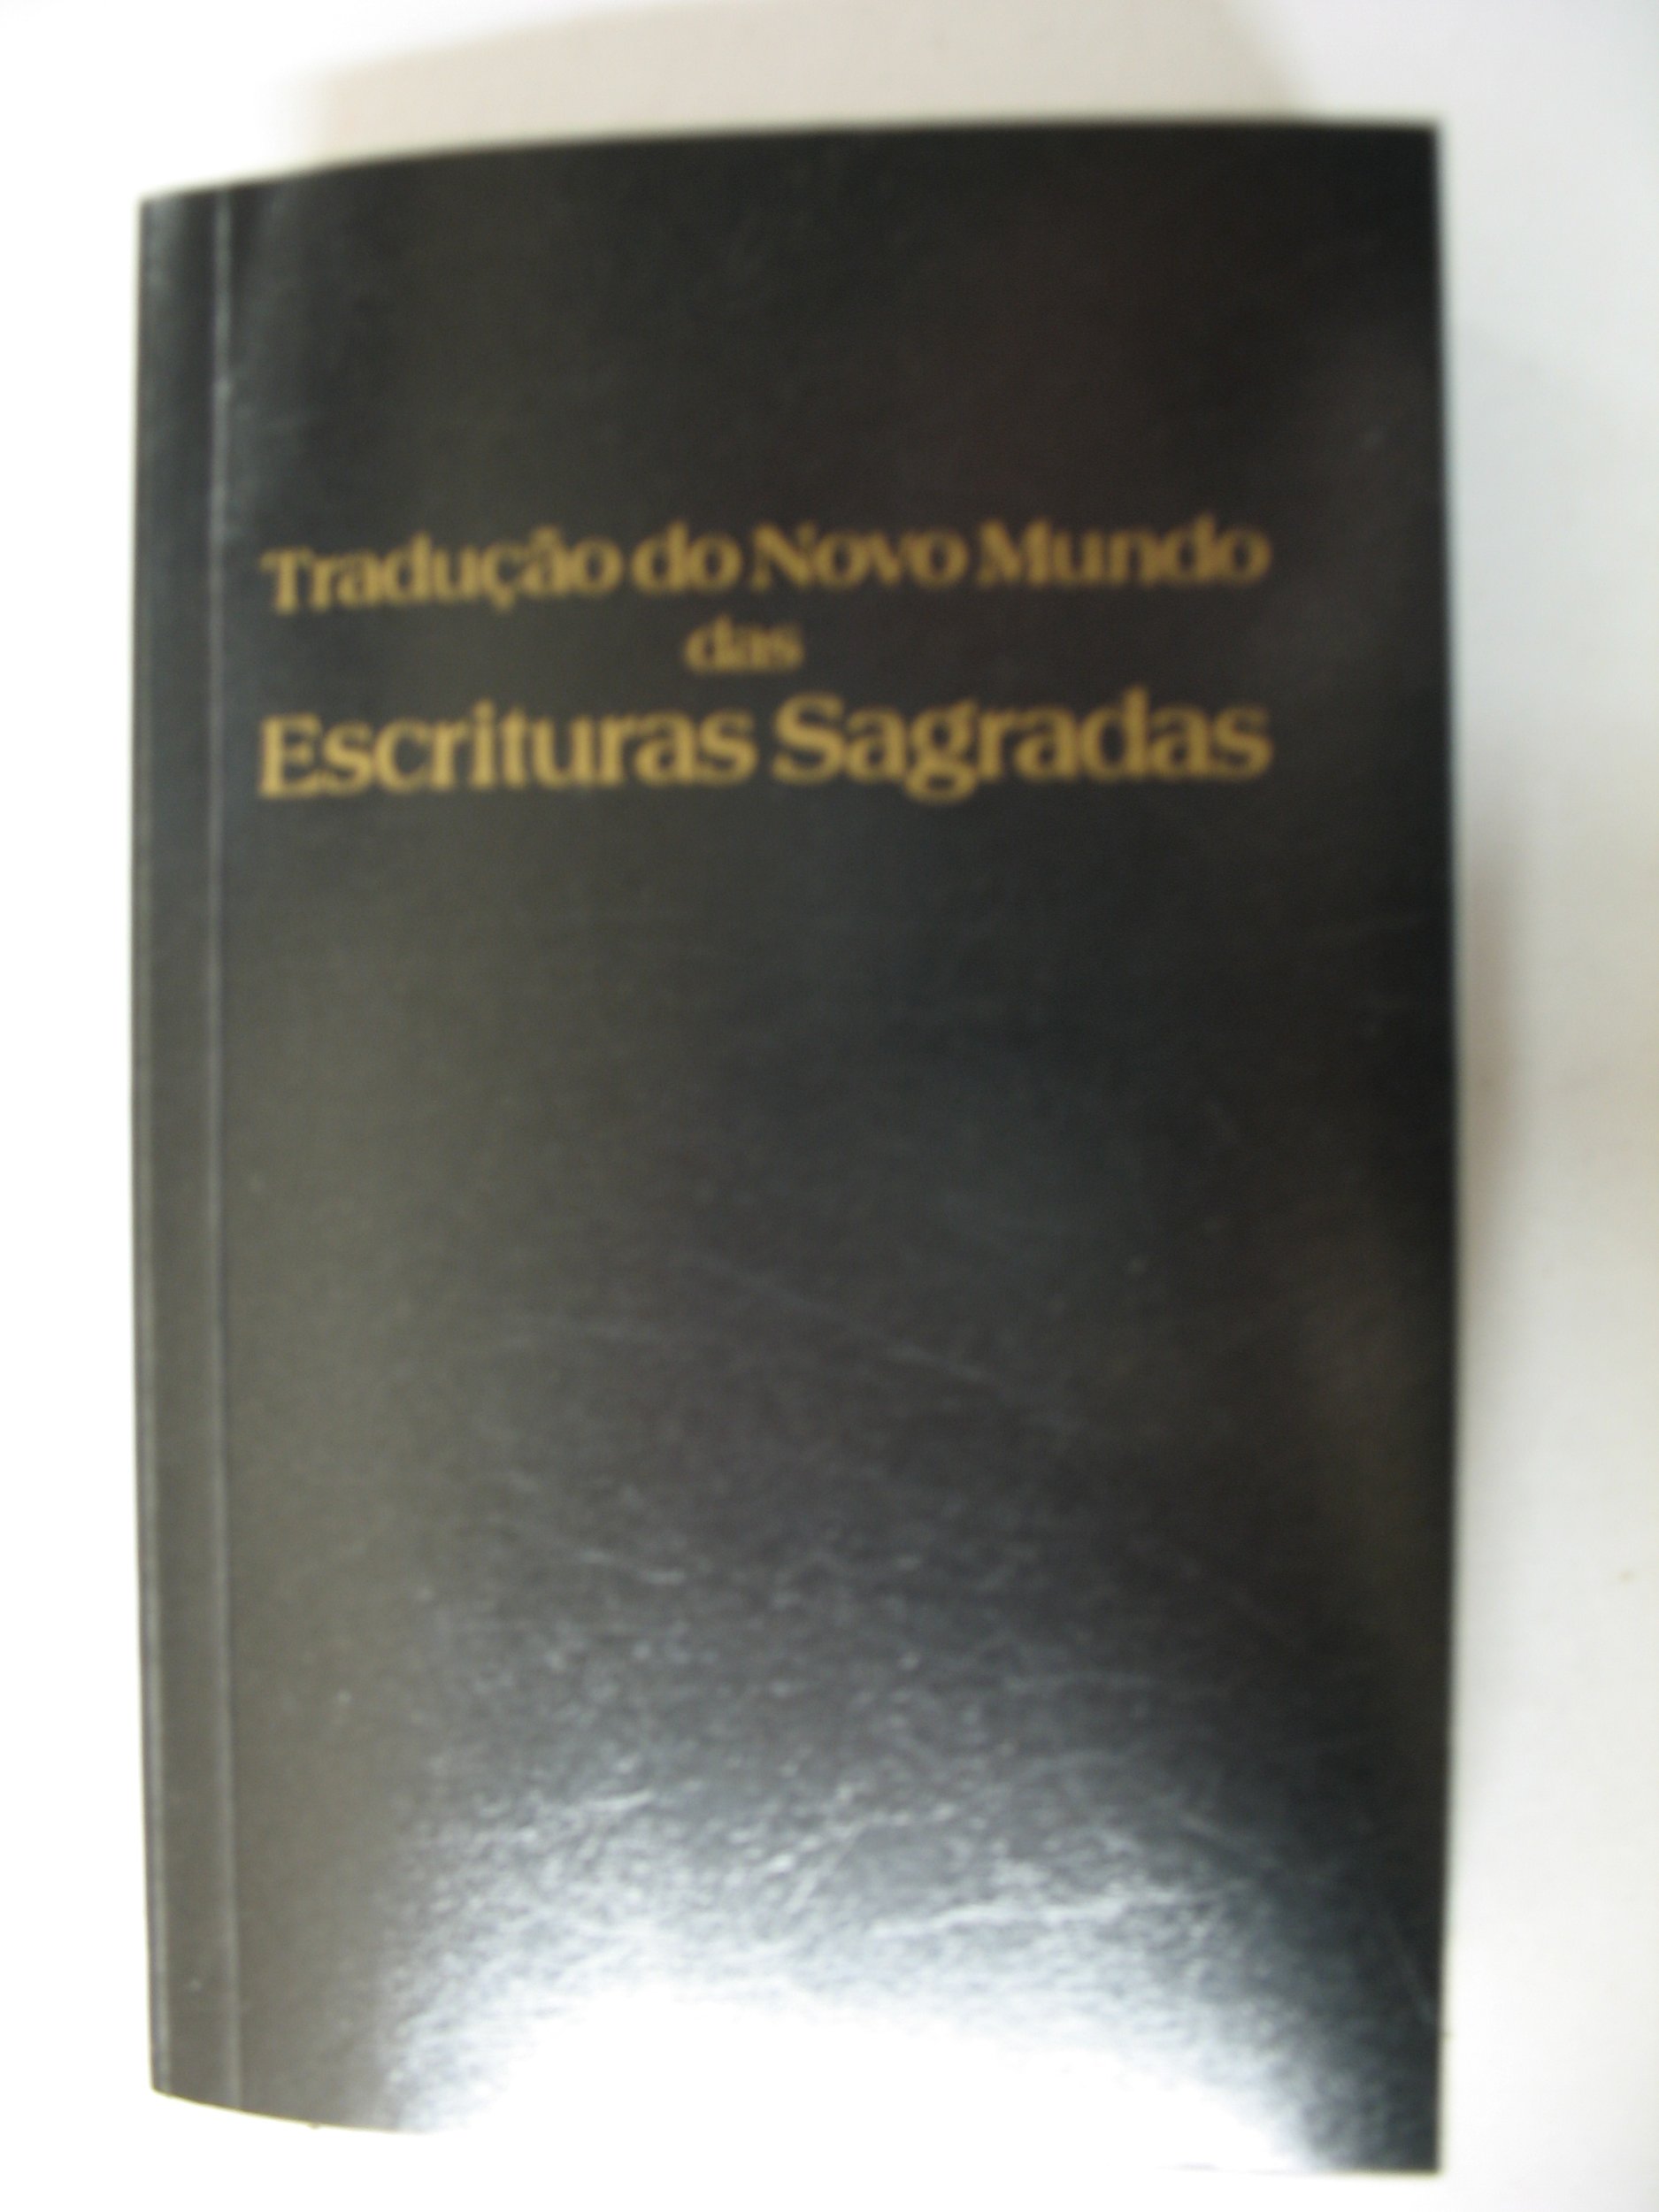 Tradução do Novo Mundo
das
Escrituras Sagradas